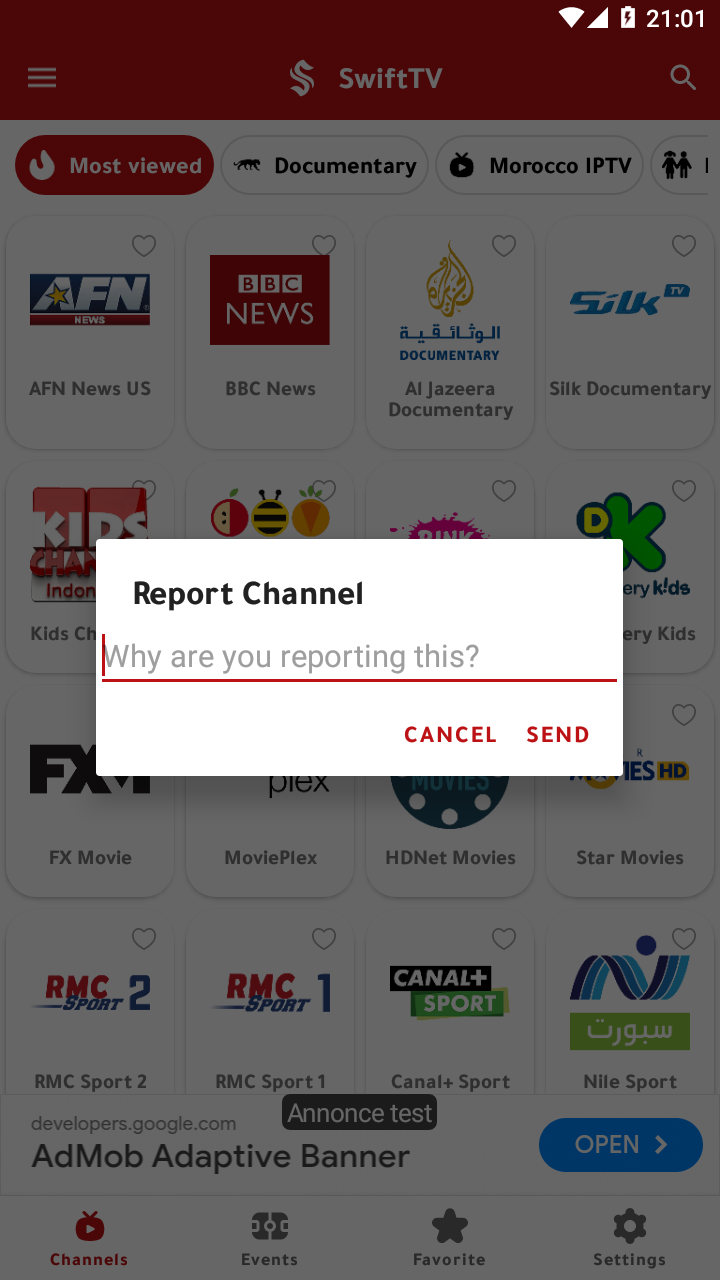 21:01
SwiftTV
Most viewed
Documentary
Morocco IPTV
AFN
NEWS
BBC
NEWS
الوثائقية
DOCUMENTARY
SILK TV
AFN News US
BBC News
Al Jazeera
Documentary
Silk Documentary
KIDS
Indon
D K
ery kids
Kids Ch
ery Kids
Report Channel
Why are you reporting this?
CANCEL
SEND
FXM
plex
MOVIES
HD
FX Movie
MoviePlex
HDNet Movies
Star Movies
RMC
SPORT 2
RMC
SPORT 1
CANAL+
SPORT
سبورت
RMC Sport 2
RMC Sport 1
Canal+ Sport
Nile Sport
Annonce test
developers.google.com
AdMob Adaptive Banner
OPEN
Channels
Events
Favorite
Settings